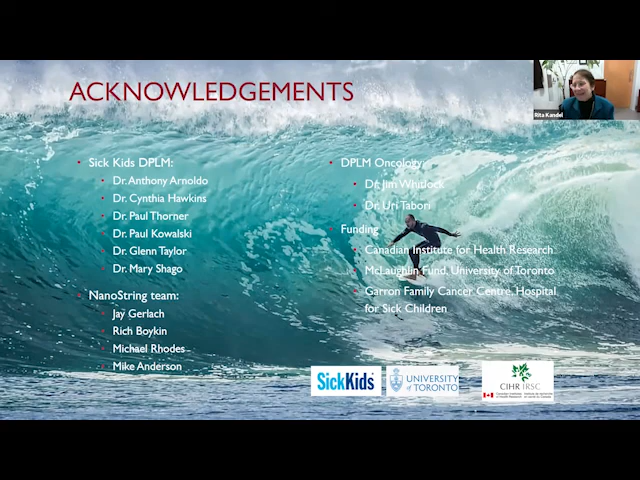 ACKNOWLEDGEMENTS
Rita Kandel
Sick Kids DPLM:
Dr. Anthony Arnoldo
Dr. Cynthia Hawkins
Dr. Paul Thorner
Dr. Paul Kowalski
Dr. Glenn Taylor
Dr. Mary Shago
NanoString team:
Jay Gerlach
Rich Boykin
Michael Rhodes
Mike Anderson
DPLM Oncology:
Dr. Jim Whitlock
Dr. Uri Tabori
Funding
Canadian Institute for Health Research
McLaughlin Fund, University of Toronto
Garron Family Cancer Centre, Hospital
for Sick Children
SickKids
UNIVERSITY OF
TORONTO
CIHR IRSC